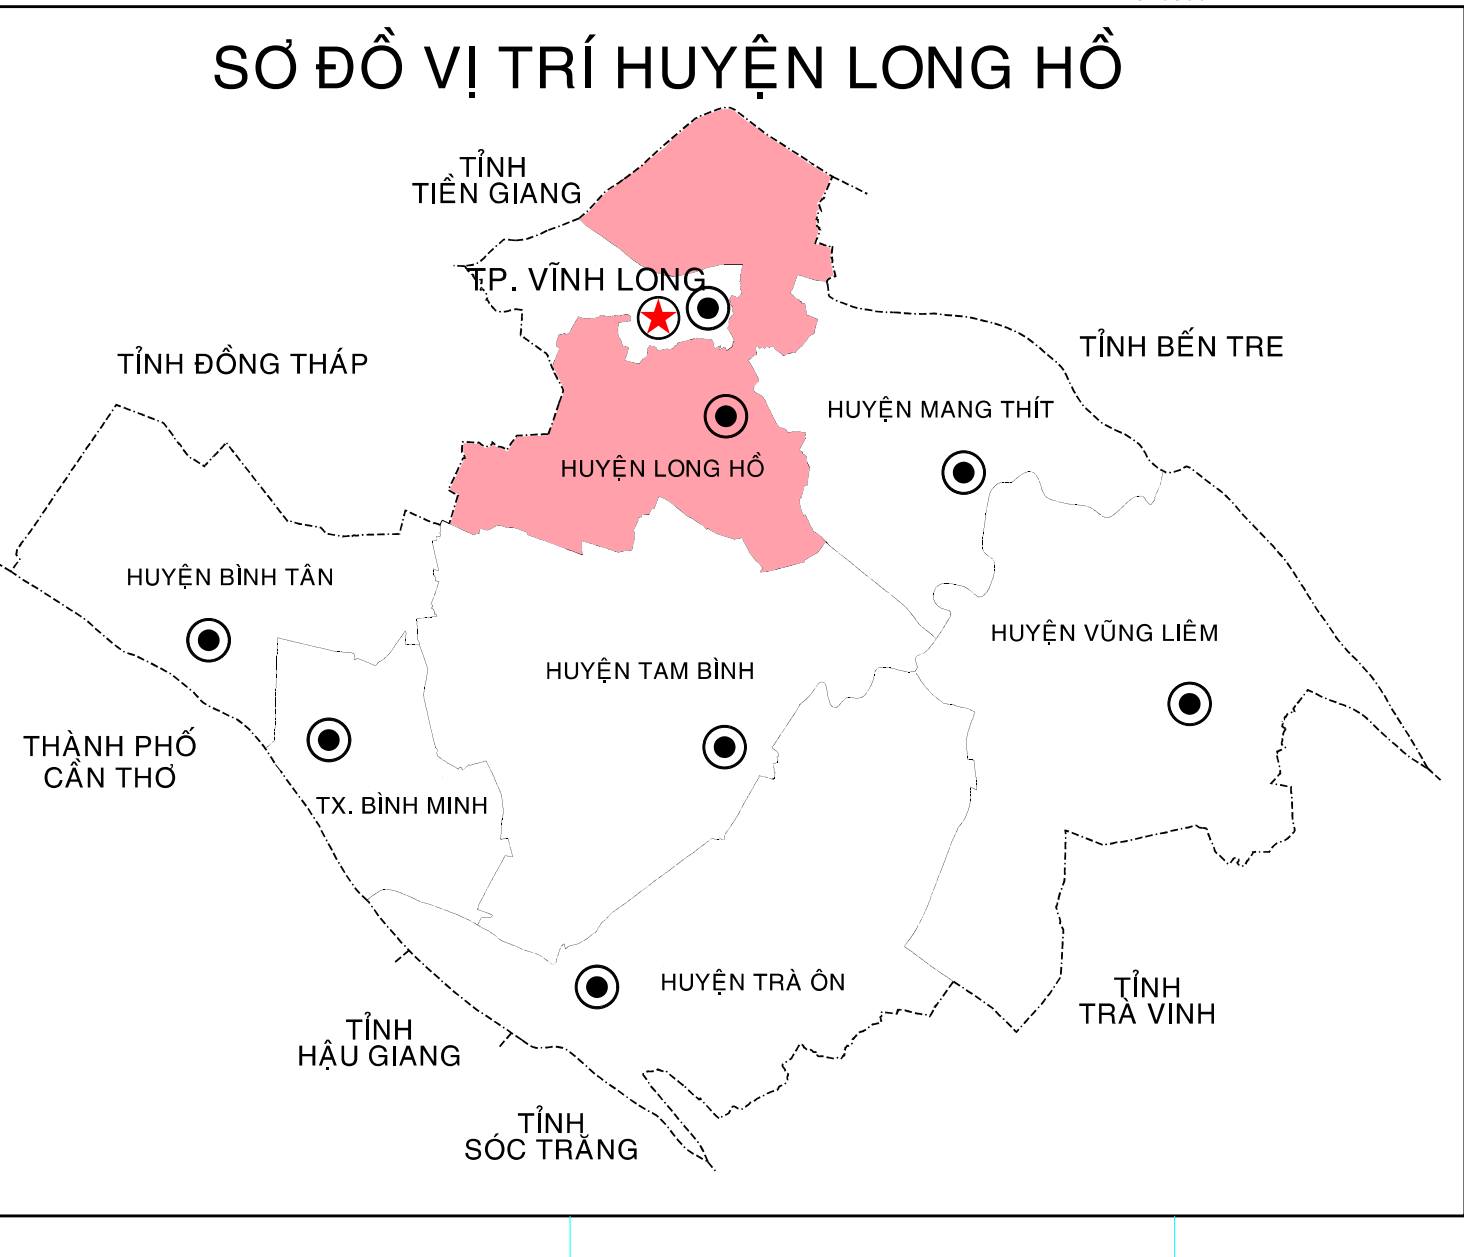 SƠ ĐỒ VỊ TRÍ HUYỆN LONG HỒ
TỈNH
TIỀN GIANG
TP. VĨNH LONG
TỈNH ĐỒNG THÁP
TỈNH BẾN TRE
HUYỆN MANG THÍT
HUYỆN LONG HỒ
HUYỆN BÌNH TÂN
HUYỆN VŨNG LIÊM
HUYỆN TAM BÌNH
THÀNH PHỐ
CẦN THƠ
TX. BÌNH MINH
HUYỆN TRÀ ÔN
TỈNH
TRÀ VINH
TỈNH
HẬU GIANG
TỈNH
SÓC TRĂNG